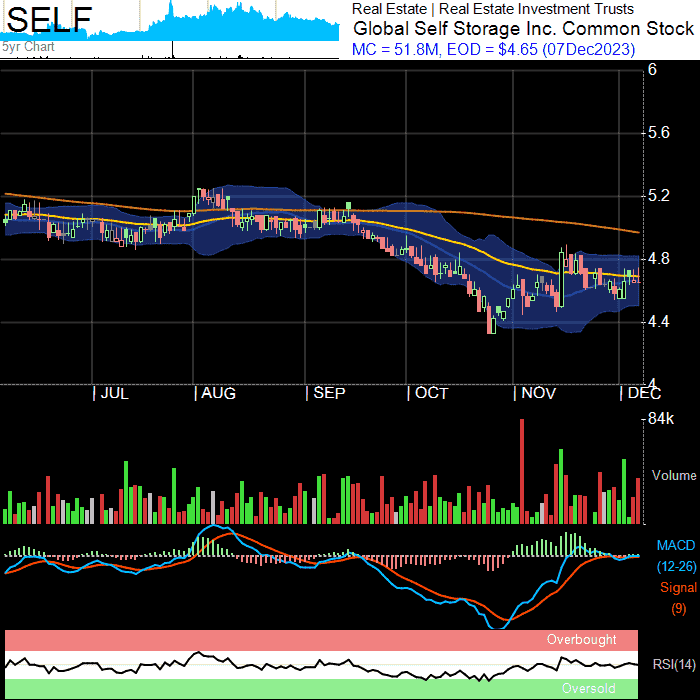 SELF
5yr Chart
Real Estate | Real Estate Investment Trusts
Global Self Storage Inc. Common Stock
MC = 51.8M, EOD = $4.65 (07Dec2023)
6
5.6
5.2
4.8
4.4
4
JUL AUG SEP OCT NOV DEC
84k
Volume
MACD
(12-26)
Signal
(9)
Overbought
RSI(14)
Oversold